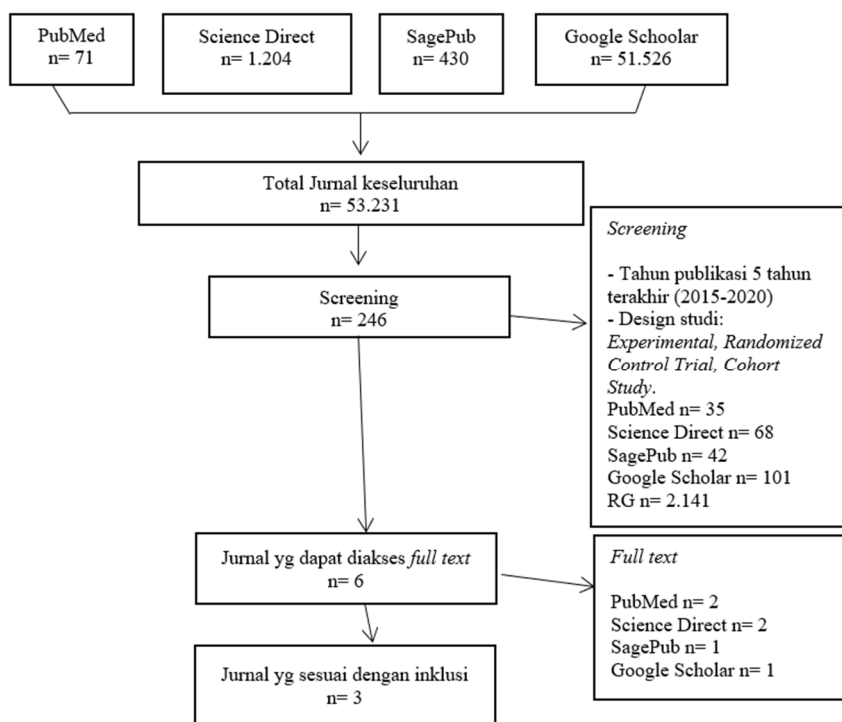 PubMed
n= 71
Science Direct
n= 1.204
SagePub
n= 430
Google Schoolar
n= 51.526
Total Jurnal keseluruhan
n= 53.231
Screening
n= 246
Screening
- Tahun publikasi 5 tahun
terakhir (2015-2020)
- Design studi:
Experimental, Randomized
Control Trial, Cohort
Study.
PubMed n= 35
Science Direct n= 68
SagePub n= 42
Google Scholar n= 101
RG n= 2.141
Jurnal yg dapat diakses full text
n= 6
Full text
PubMed n= 2
Science Direct n= 2
SagePub n= 1
Google Scholar n= 1
Jurnal yg sesuai dengan inklusi
n= 3